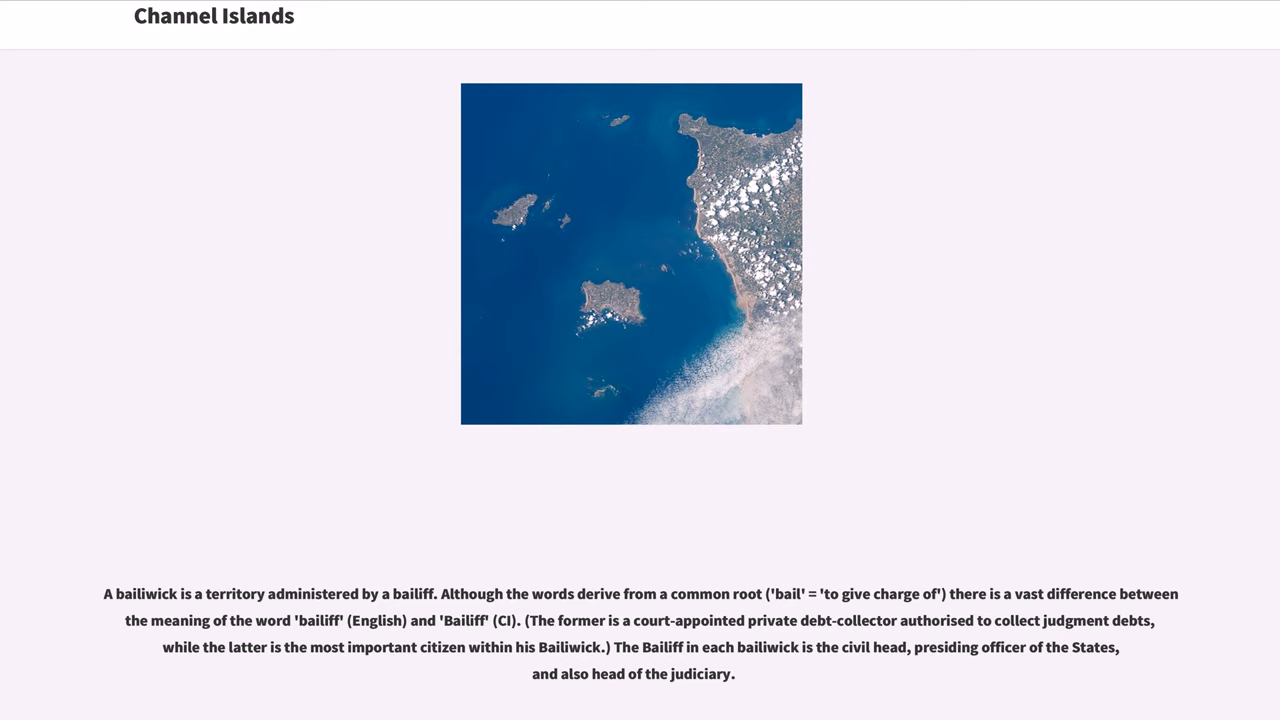 Channel Islands
A bailiwick is a territory administered by a bailiff. Although the words derive from a common root ('bail' = 'to give charge of') there is a vast difference between
the meaning of the word 'bailiff' (English) and 'Bailiff' (CI). (The former is a court-appointed private debt-collector authorised to collect judgment debts,
while the latter is the most important citizen within his Bailiwick.) The Bailiff in each bailiwick is the civil head, presiding officer of the States,
and also head of the judiciary.